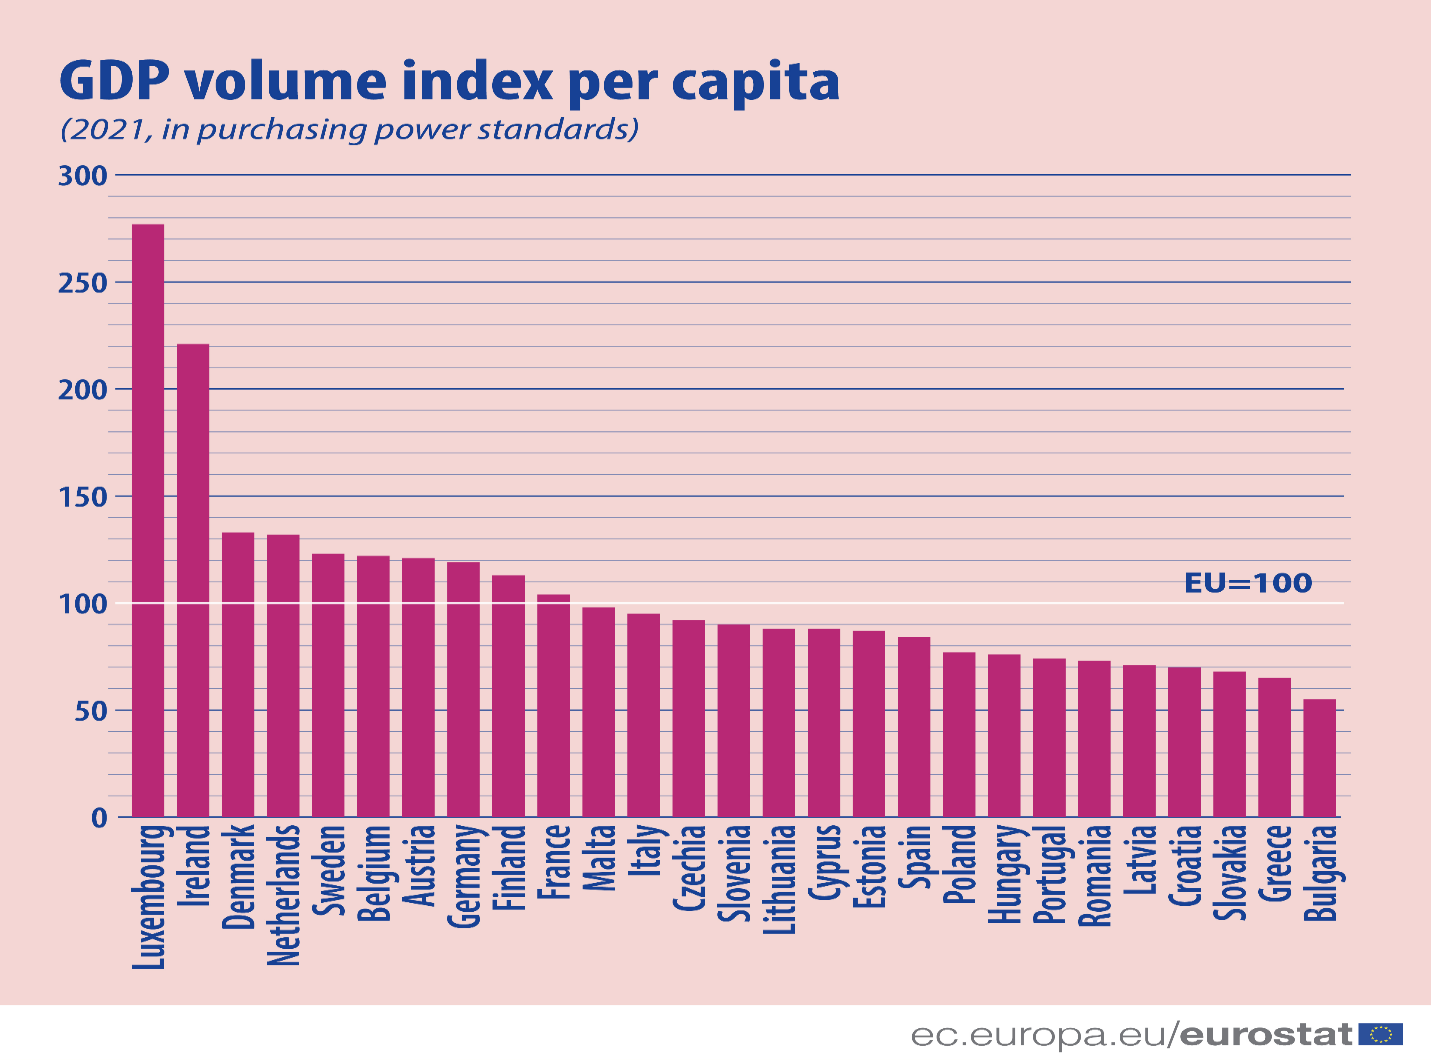 GDP volume index per capita
(2021, in purchasing power standards)
300
250
200
150
100
50
0
EU=100
Luxembourg
Ireland
Denmark
Netherlands
Sweden
Belgium
Austria
Germany
Finland
France
Malta
Italy
Czechia
Slovenia
Lithuania
Cyprus
Estonia
Spain
Poland
Hungary
Portugal
Romania
Latvia
Croatia
Slovakia
Greece
Bulgaria
ec.europa.eu/eurostat